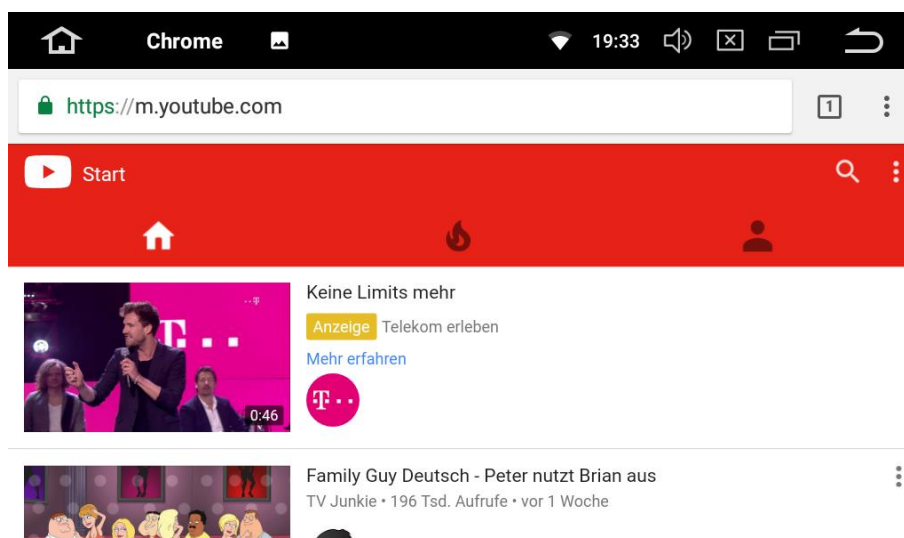 Chrome
19:33
https://m.youtube.com
1
Start
Keine Limits mehr
Anzeige Telekom erleben
Mehr erfahren
T
T
0:46
T
Family Guy Deutsch - Peter nutzt Brian aus
TV Junkie • 196 Tsd. Aufrufe • vor 1 Woche